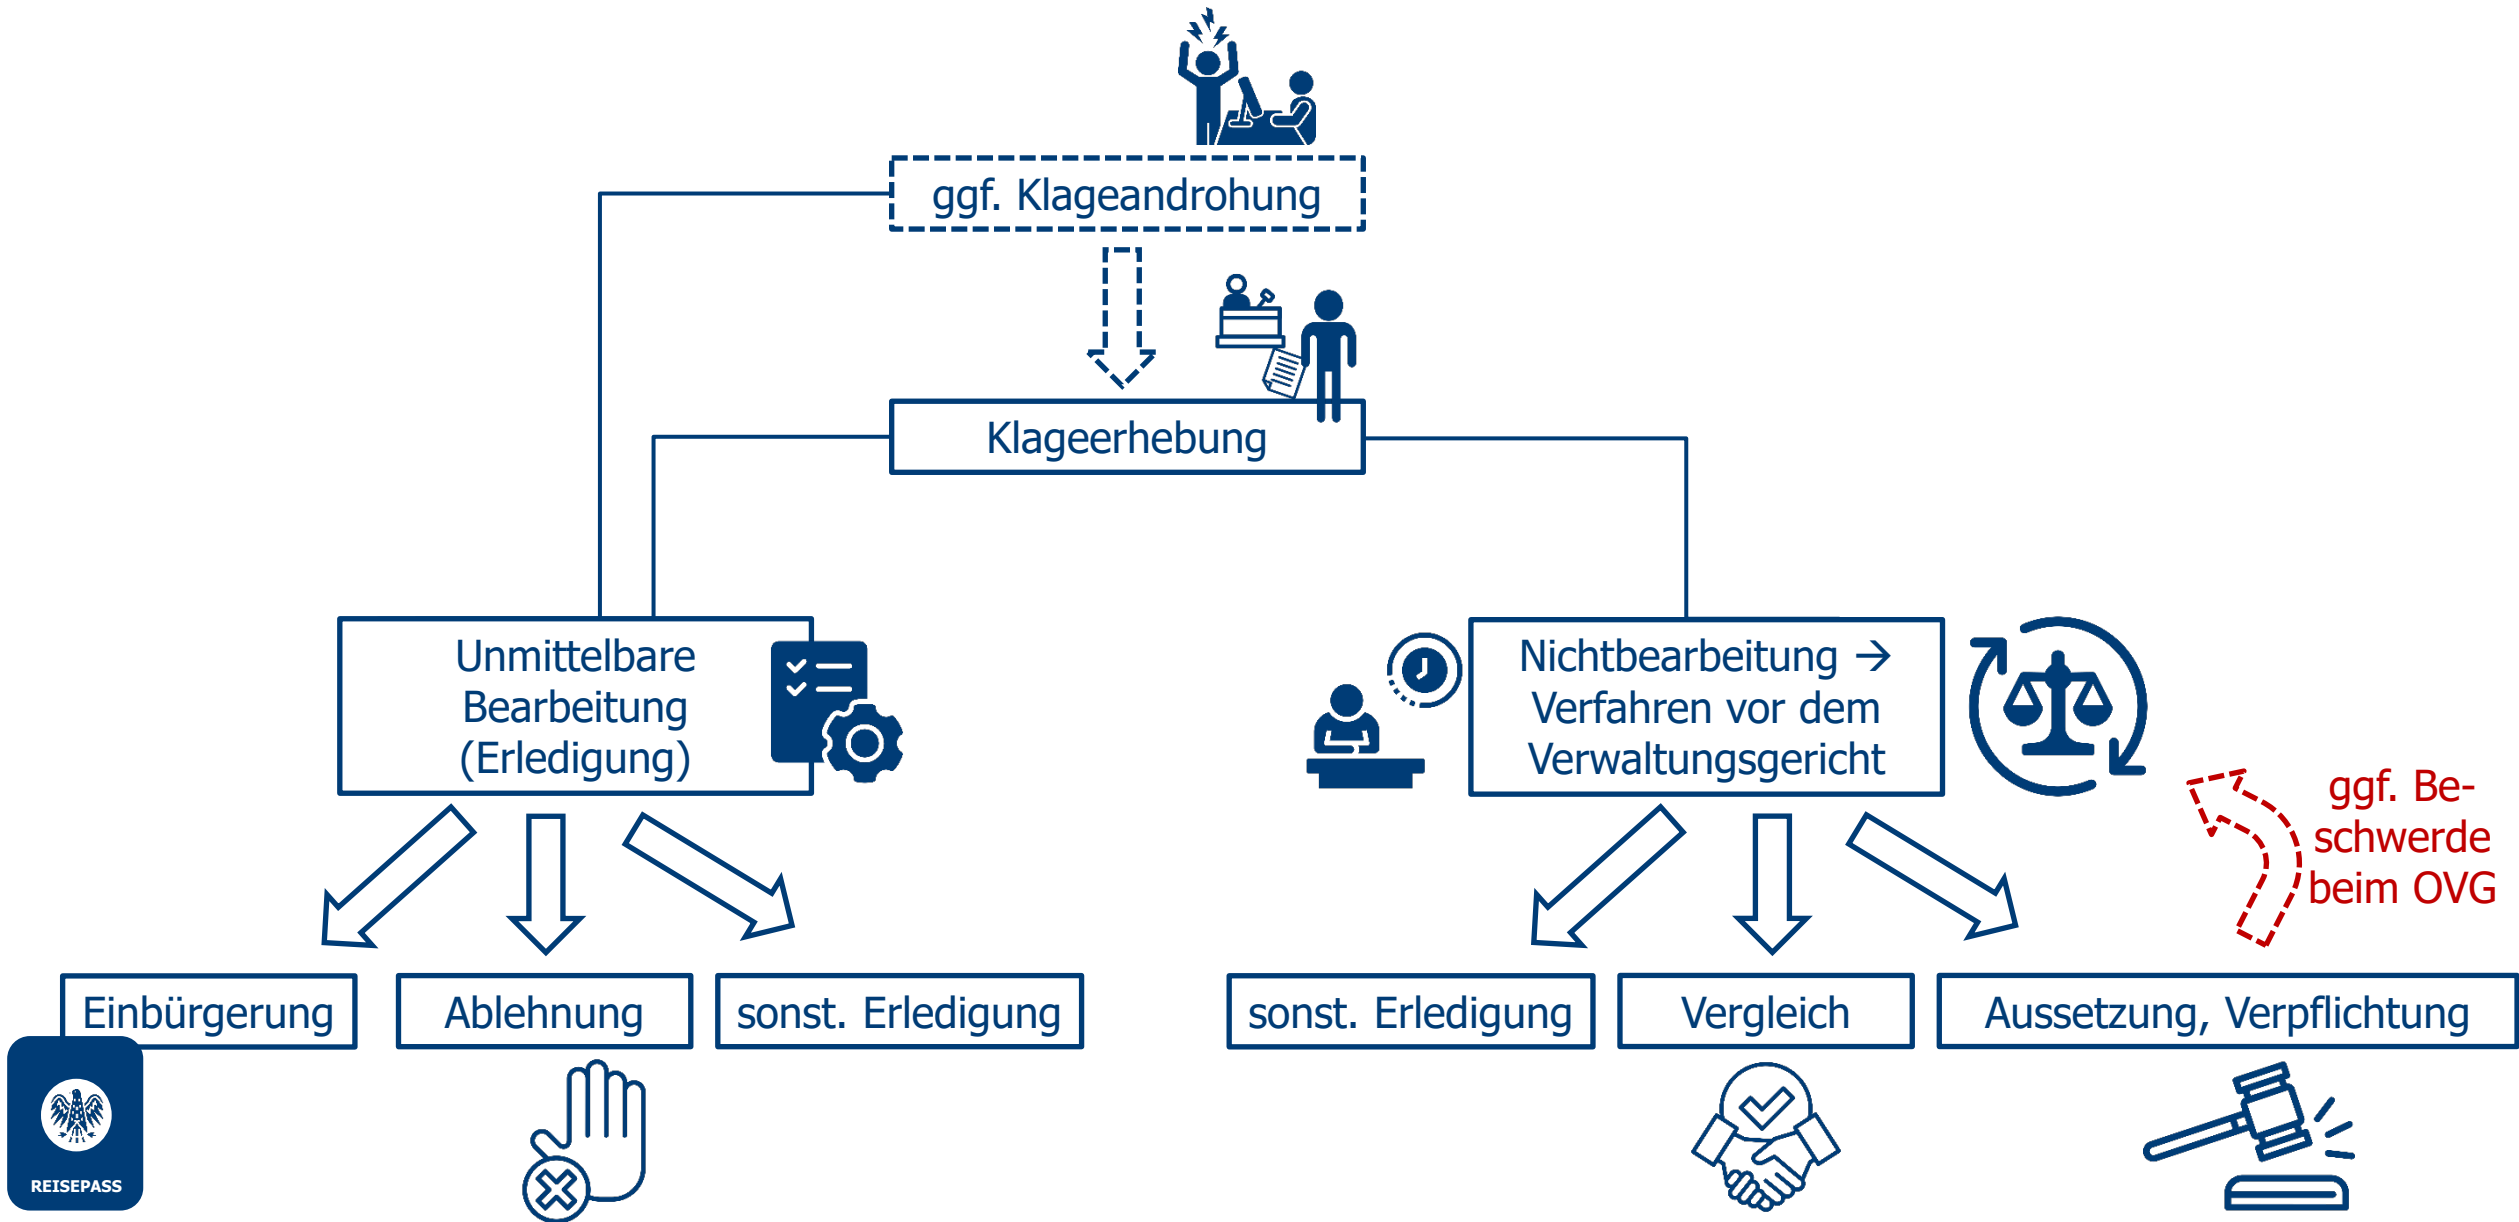 ggf. Klageandrohung
Klageerhebung
Unmittelbare
Bearbeitung
(Erledigung)
Nichtbearbeitung →
Verfahren vor dem
Verwaltungsgericht
ggf. Be-
schwerde
beim OVG
Einbürgerung
Ablehnung
sonst. Erledigung
sonst. Erledigung
Vergleich
Aussetzung, Verpflichtung
REISEPASS